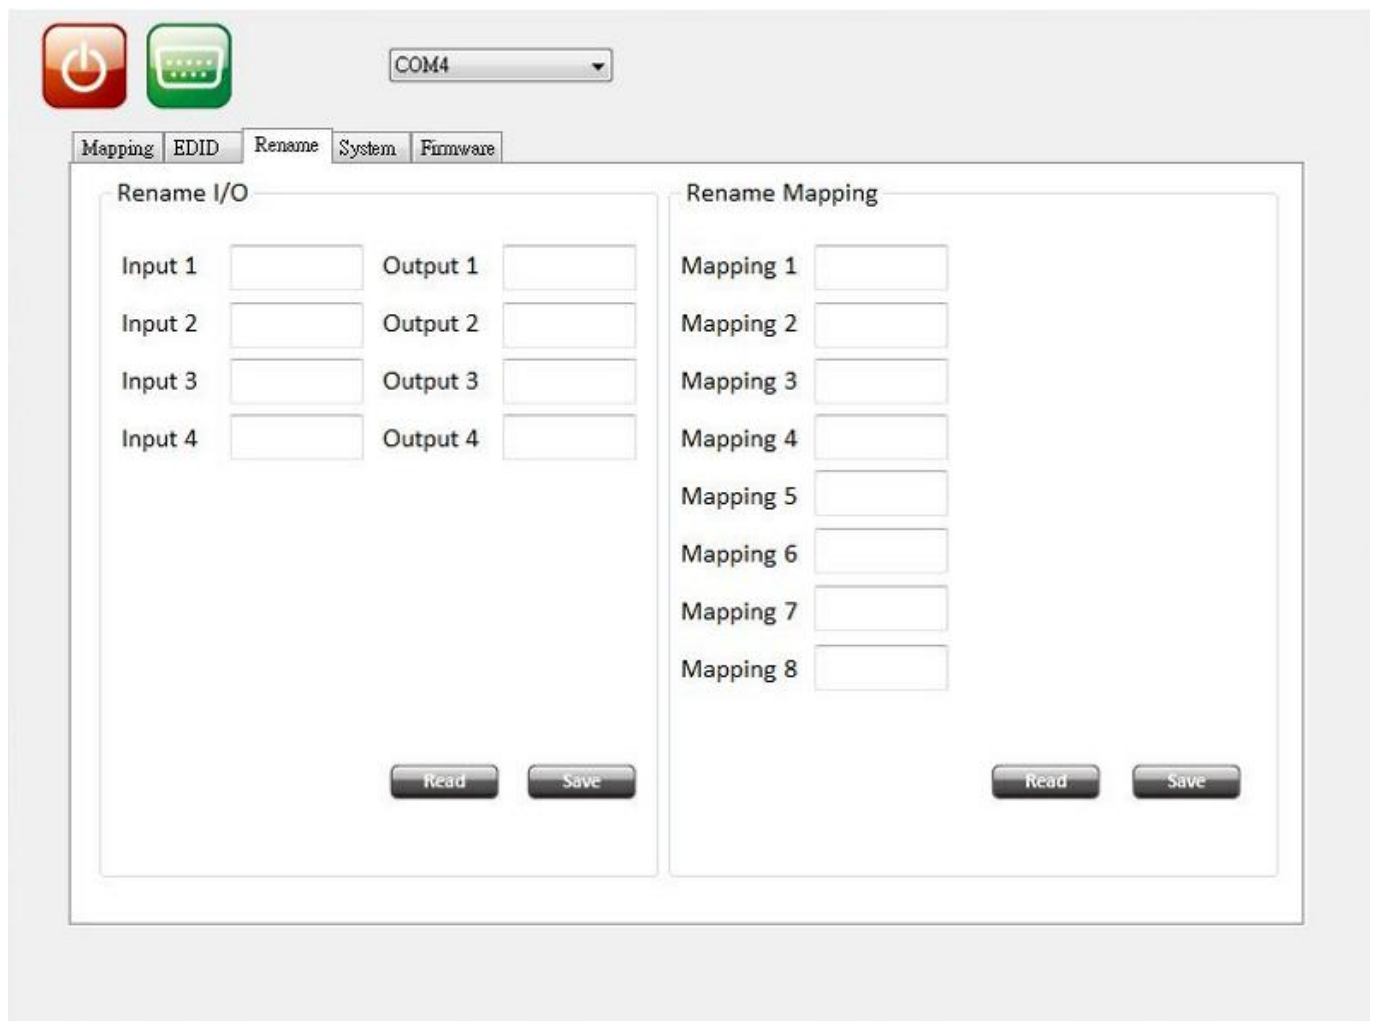 COM4
Mapping EDID Rename System Firmware
Rename I/O
Input 1 Output 1
Input 2 Output 2
Input 3 Output 3
Input 4 Output 4
Read Save
Rename Mapping
Mapping 1
Mapping 2
Mapping 3
Mapping 4
Mapping 5
Mapping 6
Mapping 7
Mapping 8
Read Save